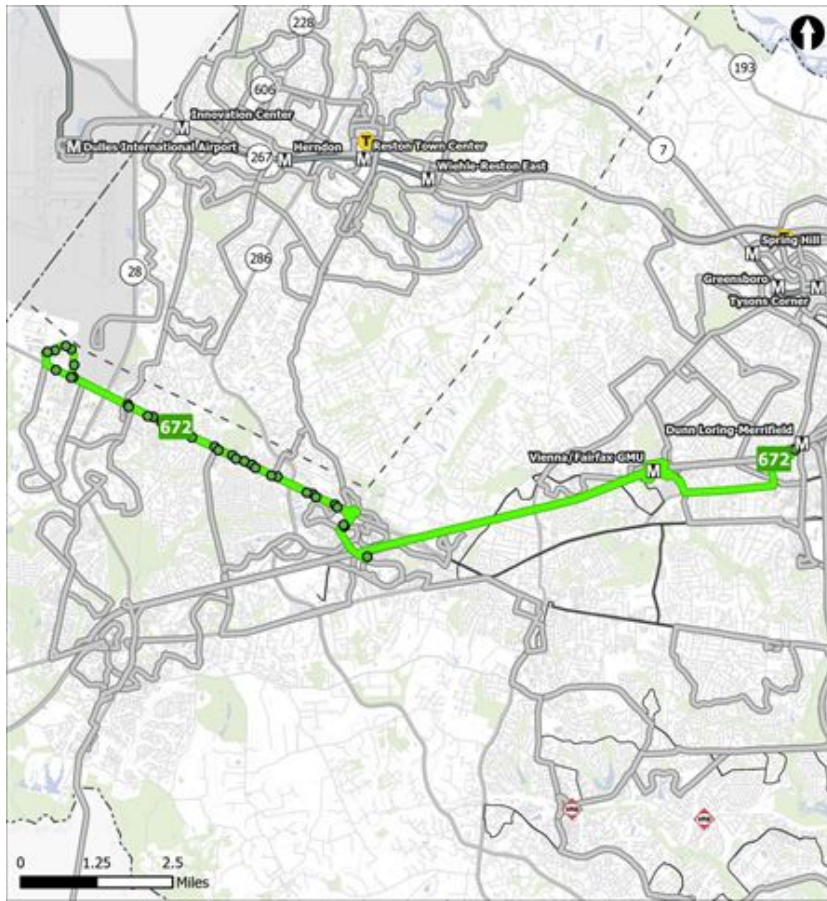 228
193
606
Innovation Center
T
7
M
M Dulles International Airport
Herndon
Reston Town Center
267
M
M
Wiehle-Reston East
M
Spring Hill
M
286
28
Greensboro M
M
Tysons Corner
672
Dunn Loring-Merrifield M
Vienna/Fairfax GMU M
672
VRE
VRE
0 1.25 2.5
Miles